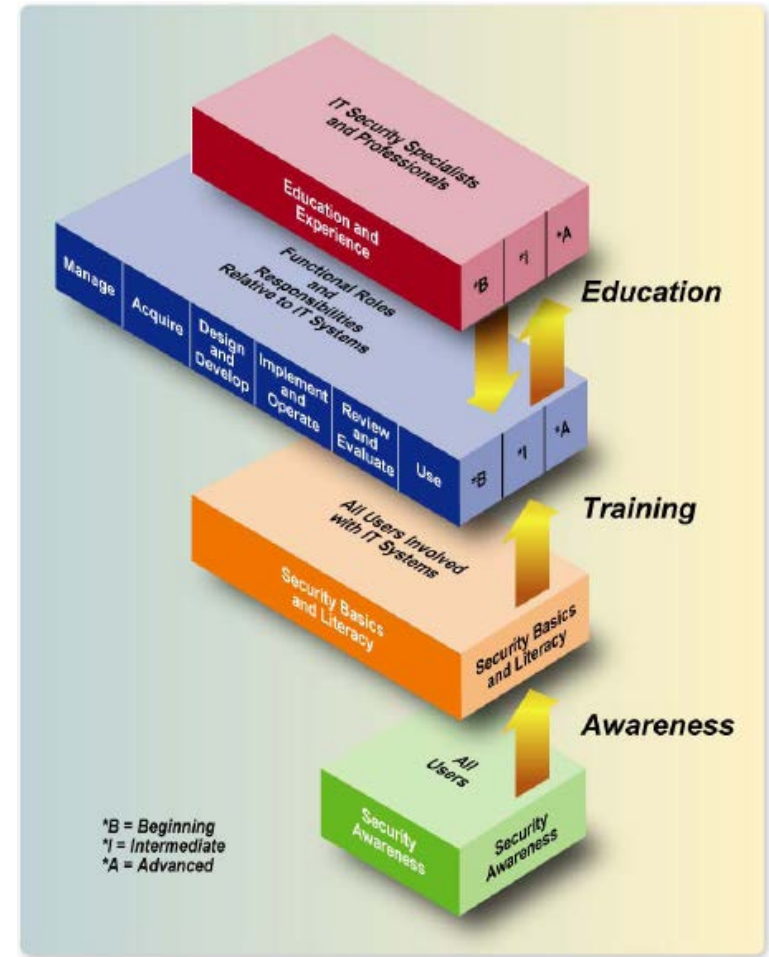 IT Security Specialists
and Professionals
Education and
Experience
*B
*I
*A
Education
Functional Roles
and
Responsibilities
Relative to IT Systems
Manage
Acquire
Design
and
Develop
Implement
and
Operate
Review
and
Evaluate
Use
*B
*I
*A
Training
All Users Involved
with IT Systems
Security Basics
and Literacy
Security Basics
and Literacy
Awareness
All
Users
Security
Awareness
Security
Awareness
*B = Beginning
*I = Intermediate
*A = Advanced